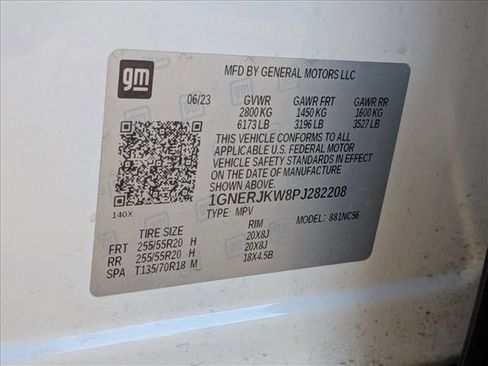 gm
MFD BY GENERAL MOTORS LLC
06/23 GVWR GAWR FRT GAWR RR
2800 KG 1450 KG 1600 KG
6173 LB 3196 LB 3527 LB
THIS VEHICLE CONFORMS TO ALL
APPLICABLE U.S. FEDERAL MOTOR
VEHICLE SAFETY STANDARDS IN EFFECT
ON THE DATE OF MANUFACTURE
SHOWN ABOVE.
1GNERJKW8PJ282208
140X TYPE: MPV MODEL: 881NC56
TIRE SIZE RIM
FRT 255/55R20 H 20X8J
RR 255/55R20 H 20X8J
SPA T135/70R18 M 18X4.5B